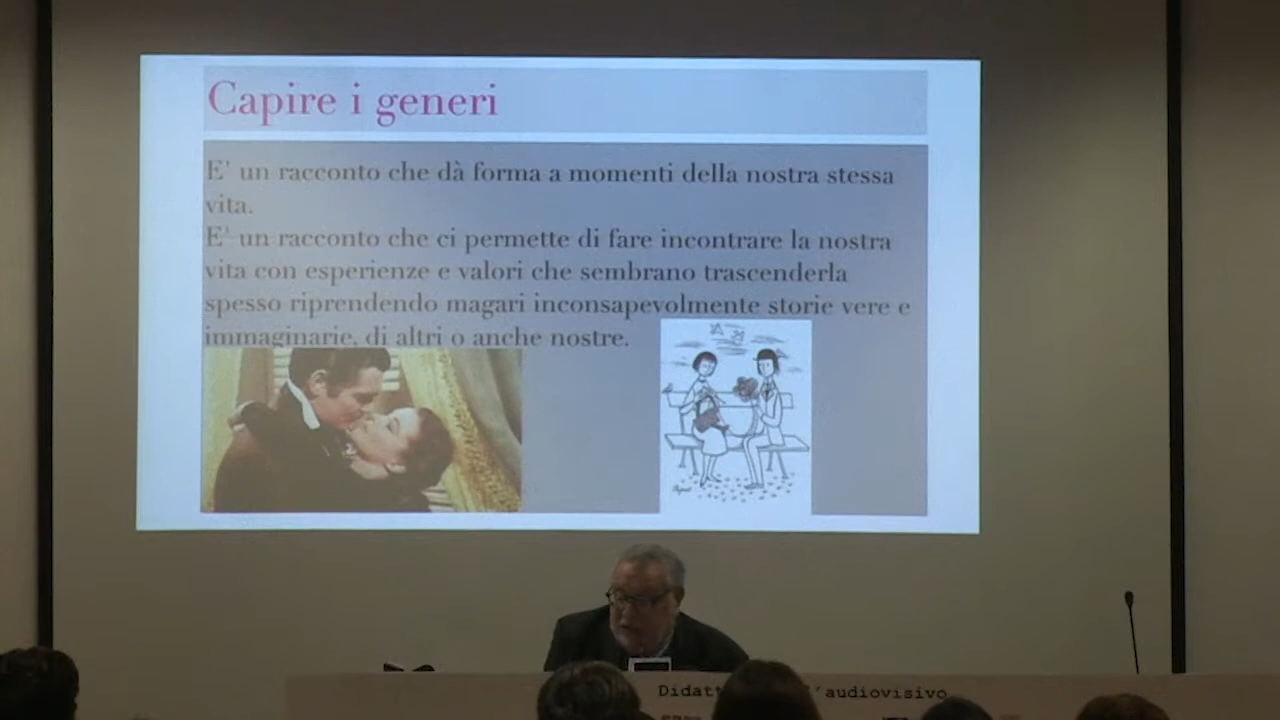 Capire i generi
E' un racconto che dà forma a momenti della nostra stessa
vita.
E' un racconto che ci permette di fare incontrare la nostra
vita con esperienze e valori che sembrano trascenderla
spesso riprendendo magari inconsapevolmente storie vere e
immaginarie, di altri o anche nostre.
Peynet
Didatt 'audiovisivo